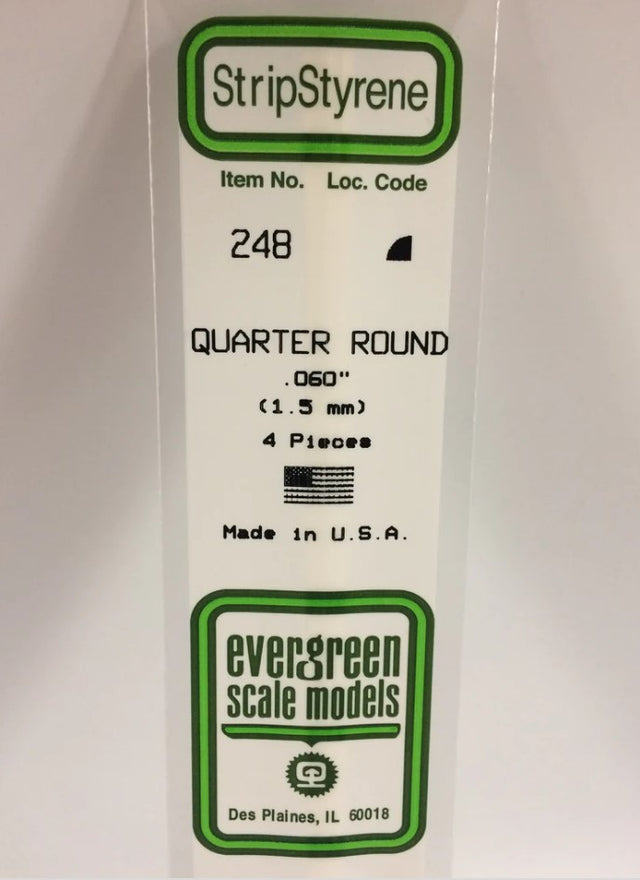 StripStyrene
Item No. Loc. Code
248
QUARTER ROUND
.060"
(1.5 mm)
4 Pieces
Made in U.S.A.
evergreen
scale models
Des Plaines, IL 60018